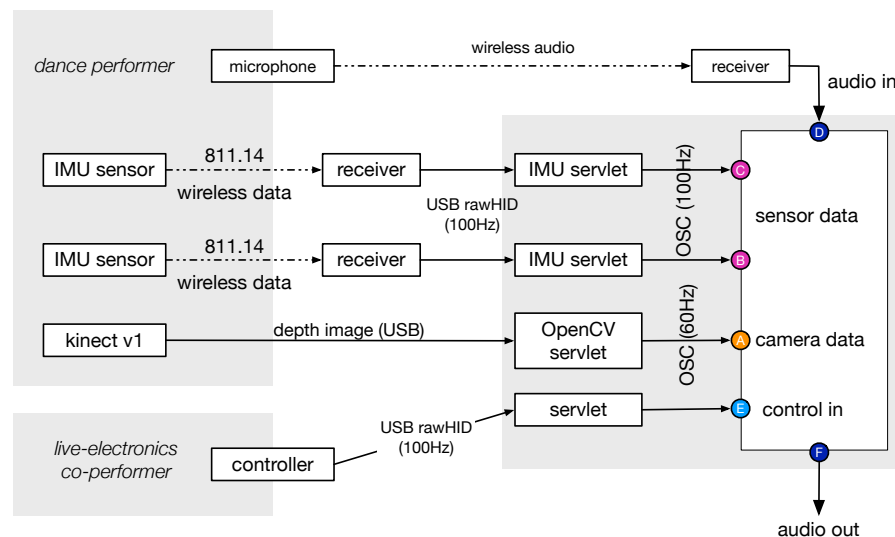 wireless audio
dance performer
microphone
receiver
audio in
D
811.14
IMU sensor
receiver
IMU servlet
OSC (100Hz)
C
wireless data
USB rawHID
(100Hz)
sensor data
811.14
IMU sensor
receiver
IMU servlet
B
wireless data
kinect v1
depth image (USB)
OpenCV
servlet
OSC (60Hz)
A
camera data
servlet
E
control in
USB rawHID
(100Hz)
live-electronics
co-performer
controller
F
audio out